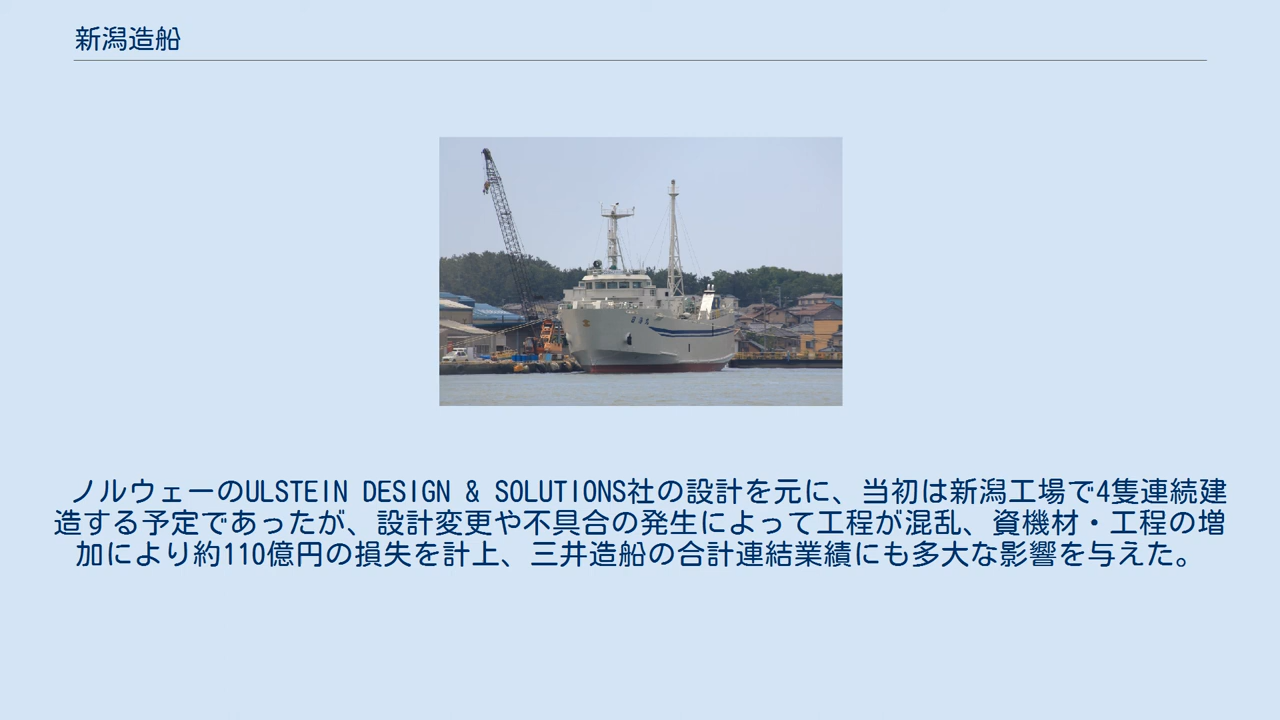 新潟造船
ノルウェーのULSTEIN DESIGN & SOLUTIONS社の設計を元に、当初は新潟工場で4隻連続建
造する予定であったが、設計変更や不具合の発生によって工程が混乱、資機材・工程の増
加により約110億円の損失を計上、三井造船の合計連結業績にも多大な影響を与えた。